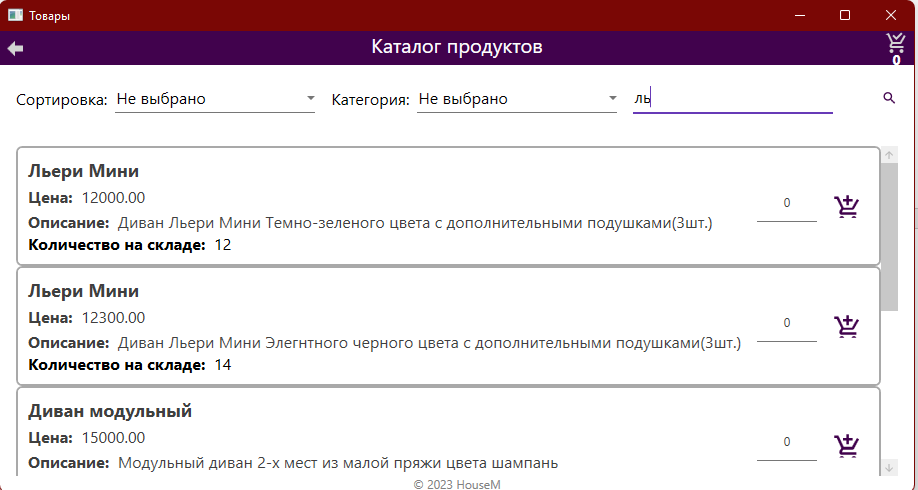 Товары
Каталог продуктов
0
Сортировка: Не выбрано Категория: Не выбрано ль
Льери Мини
Цена: 12000.00
0
Описание: Диван Льери Мини Темно-зеленого цвета с дополнительными подушками(3шт.)
Количество на складе: 12
Льери Мини
Цена: 12300.00
0
Описание: Диван Льери Мини Элегнтного черного цвета с дополнительными подушками(3шт.)
Количество на складе: 14
Диван модульный
Цена: 15000.00
0
Описание: Модульный диван 2-х мест из малой пряжи цвета шампань
© 2023 HouseM